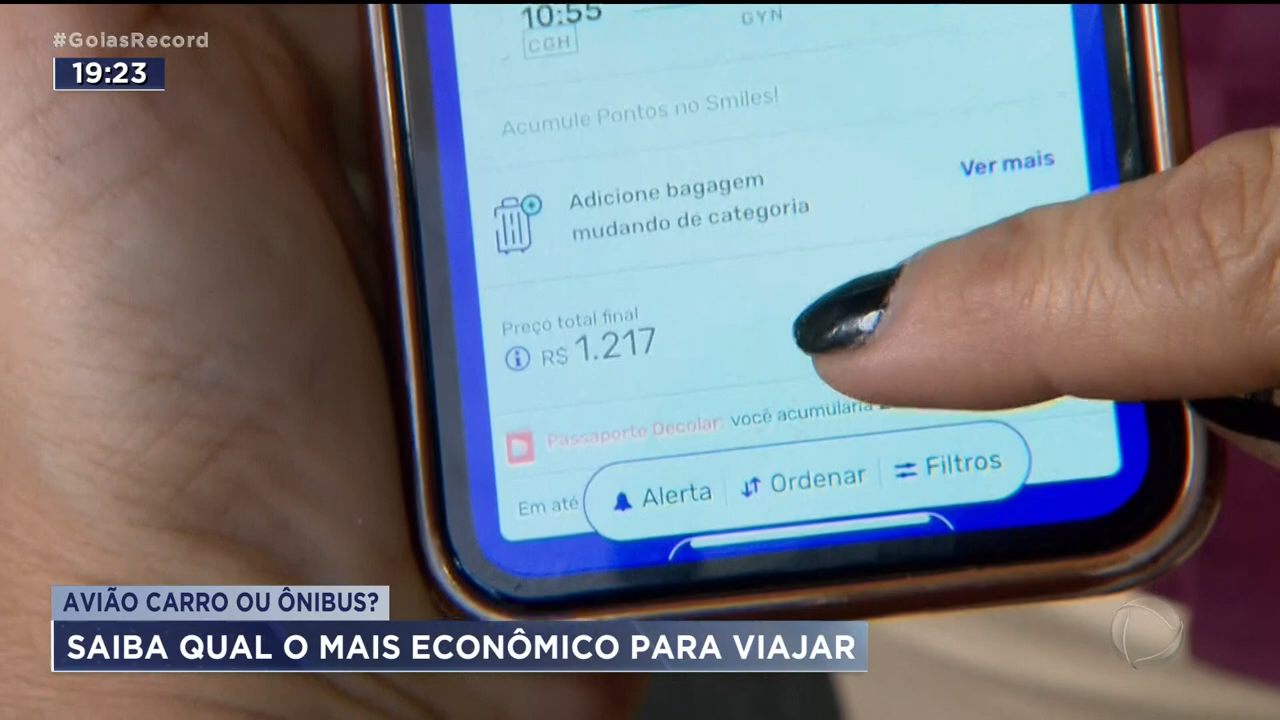 #GoiasRecord
19:23
10:55
CGH
GYN
Acumule Pontos no Smiles!
Adicione bagagem
mudando de categoria
Ver mais
Preço total final
R$ 1.217
Passaporte Decolar: você acumularia
Em até
Alerta
Ordenar
Filtros
AVIÃO CARRO OU ÔNIBUS?
SAIBA QUAL O MAIS ECONÔMICO PARA VIAJAR